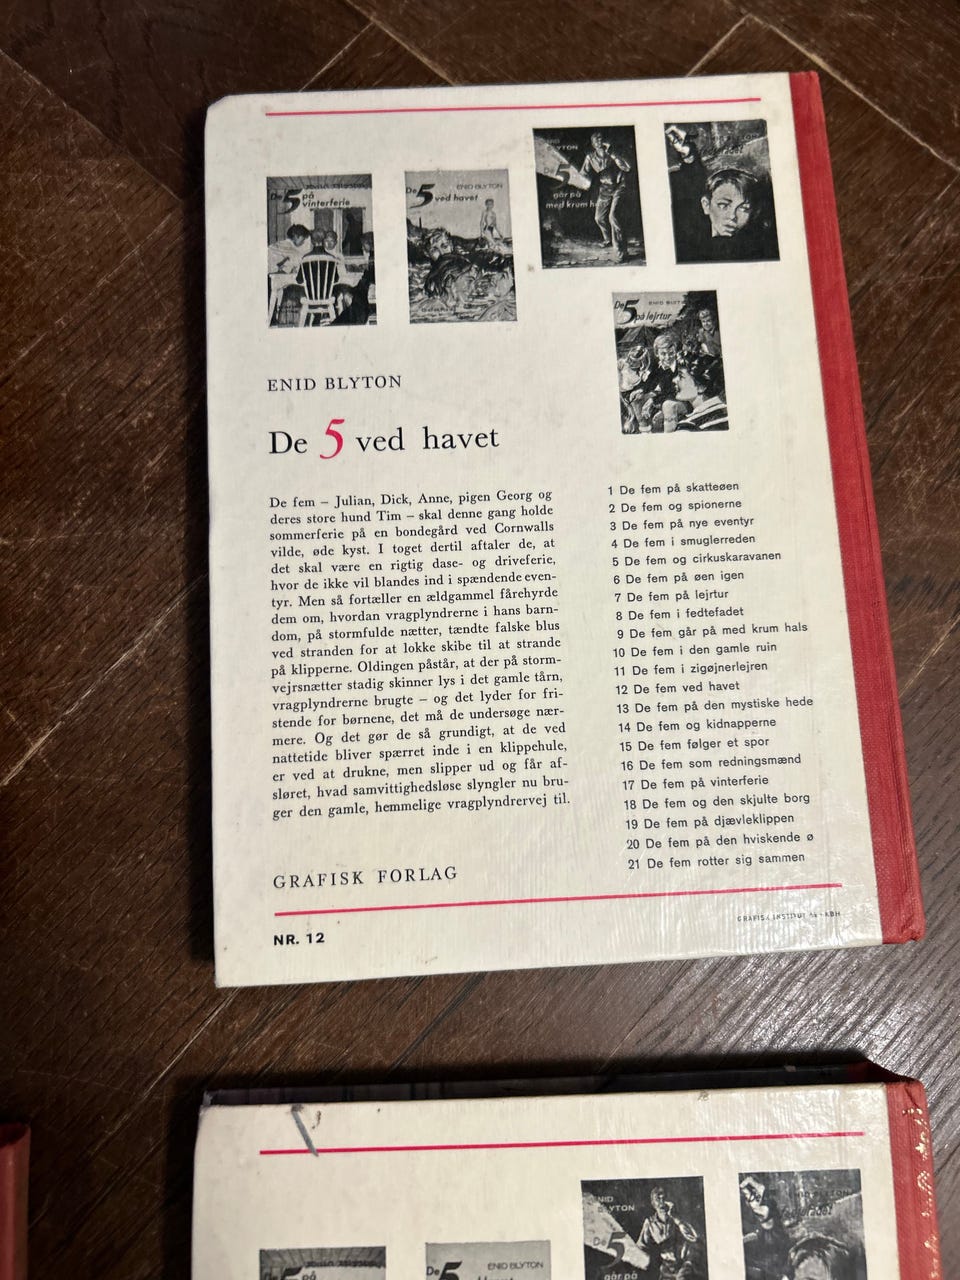 De 5 på
vinterferie
De 5 ved havet
ENID BLYTON
ENID
BLYTON
De 5
går på
med krum h
De 5 på lejrtur
ENID BLYTON
ENID BLYTON
De 5 ved havet
De fem – Julian, Dick, Anne, pigen Georg og
deres store hund Tim – skal denne gang holde
sommerferie på en bondegård ved Cornwalls
vilde, øde kyst. I toget dertil aftaler de, at
det skal være en rigtig dase- og driveferie,
hvor de ikke vil blandes ind i spændende even-
tyr. Men så fortæller en ældgammel fårehyrde
dem om, hvordan vragplyndrerne i hans barn-
dom, på stormfulde nætter, tændte falske blus
ved stranden for at lokke skibe til at strande
på klipperne. Oldingen påstår, at der på storm-
vejrsnætter stadig skinner lys i det gamle tårn,
vragplyndrerne brugte – og det lyder for fri-
stende for børnene, det må de undersøge nær-
mere. Og det gør de så grundigt, at de ved
nattetide bliver spærret inde i en klippehule,
er ved at drukne, men slipper ud og får af-
sløret, hvad samvittighedsløse slyngler nu bru-
ger den gamle, hemmelige vragplyndrervej til.
1 De fem på skatteøen
2 De fem og spionerne
3 De fem på nye eventyr
4 De fem i smuglerreden
5 De fem og cirkuskaravanen
6 De fem på øen igen
7 De fem på lejrtur
8 De fem i fedtefadet
9 De fem går på med krum hals
10 De fem i den gamle ruin
11 De fem i zigøjnerlejren
12 De fem ved havet
13 De fem på den mystiske hede
14 De fem og kidnapperne
15 De fem følger et spor
16 De fem som redningsmænd
17 De fem på vinterferie
18 De fem og den skjulte borg
19 De fem på djævleklippen
20 De fem på den hviskende ø
21 De fem rotter sig sammen
GRAFISK FORLAG
GRAFISK INSTITUT A/S · KBH
NR. 12
ENID
BLYTON
De 5
går på
De 5 på
De 5
ENID BLYTON